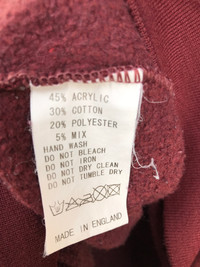 45% ACRYLIC
30% COTTON
20% POLYESTER
5% MIX
HAND WASH
DO NOT BLEACH
DO NOT IRON
DO NOT DRY CLEAN
DO NOT TUMBLE DRY
MADE IN ENGLAND